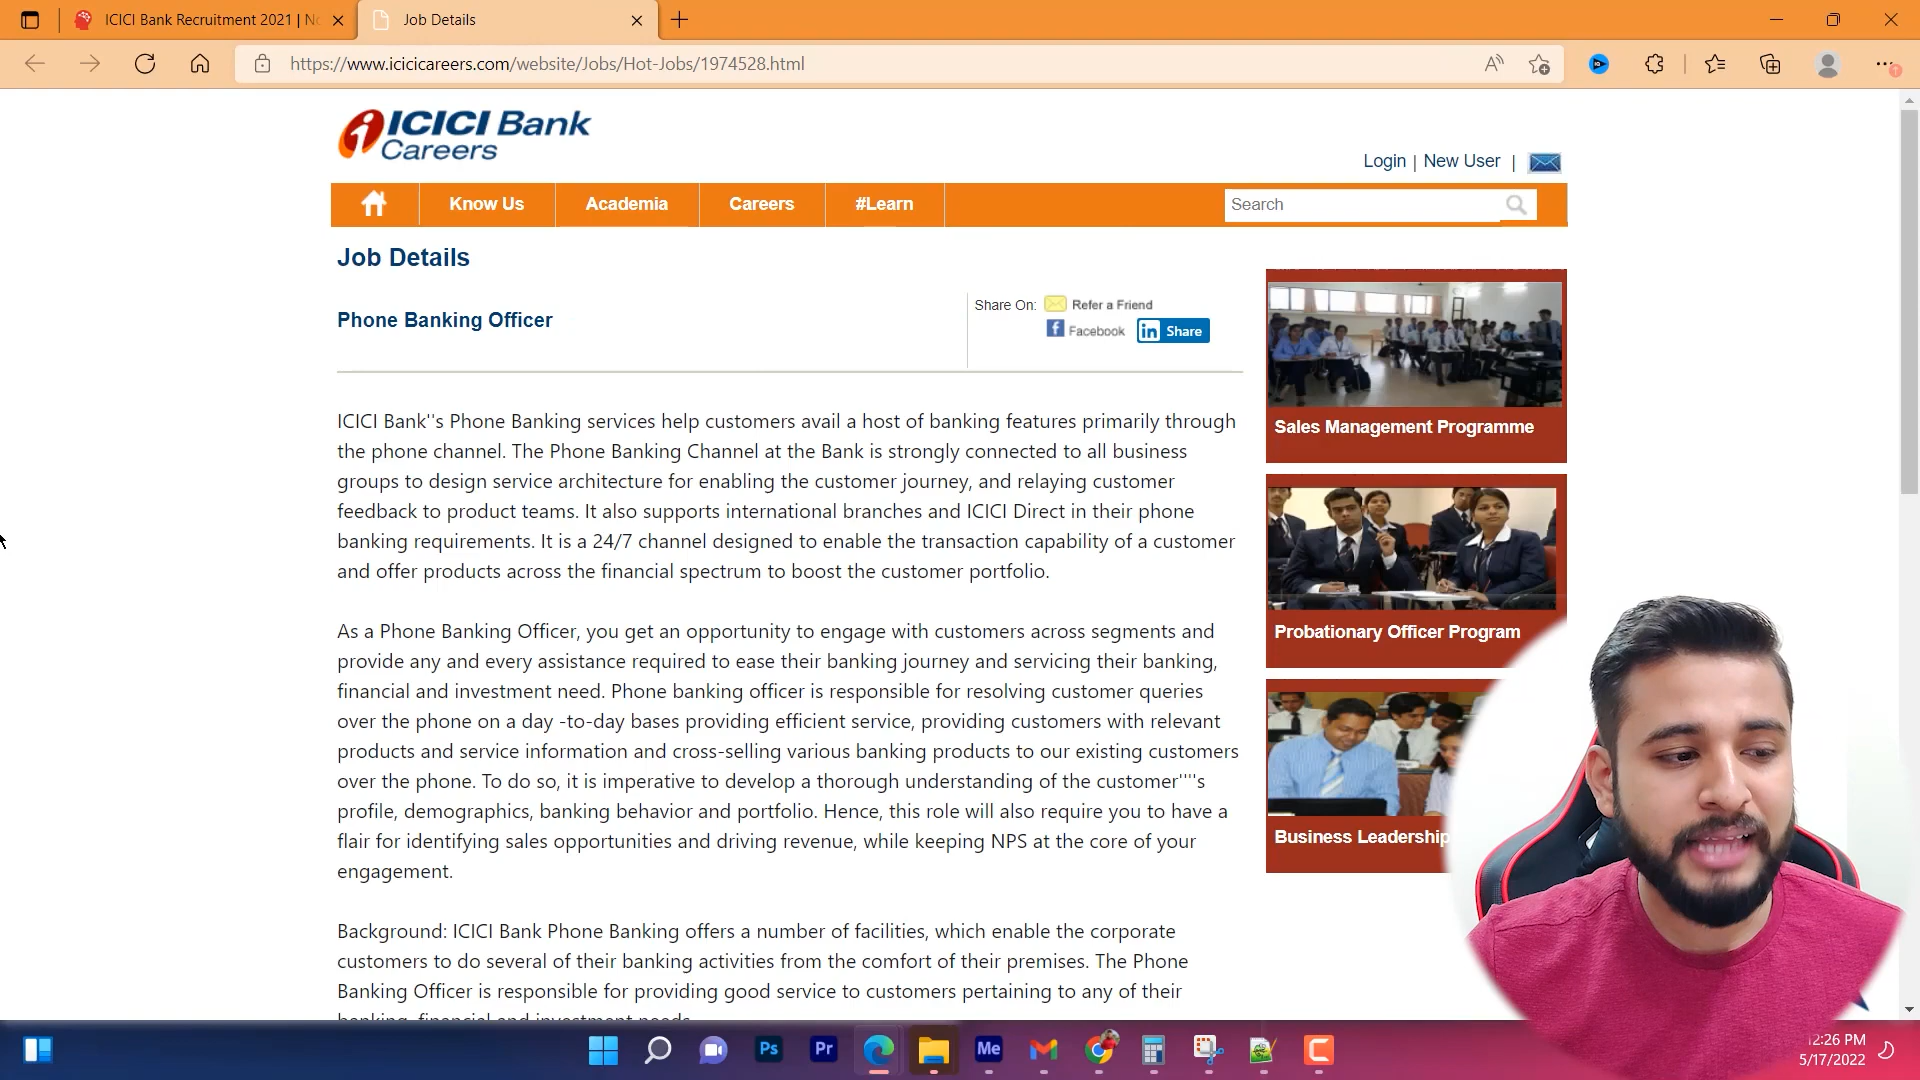 ICICI Bank Recruitment 2021 | N
Job Details
https://www.icicicareers.com/website/Jobs/Hot-Jobs/1974528.html
ICICI Bank
Careers
Login | New User |
Know Us
Academia
Careers
#Learn
Search
Job Details
Phone Banking Officer
Share On: Refer a Friend
Facebook in Share
ICICI Bank''s Phone Banking services help customers avail a host of banking features primarily through
the phone channel. The Phone Banking Channel at the Bank is strongly connected to all business
groups to design service architecture for enabling the customer journey, and relaying customer
feedback to product teams. It also supports international branches and ICICI Direct in their phone
banking requirements. It is a 24/7 channel designed to enable the transaction capability of a customer
and offer products across the financial spectrum to boost the customer portfolio.
As a Phone Banking Officer, you get an opportunity to engage with customers across segments and
provide any and every assistance required to ease their banking journey and servicing their banking,
financial and investment need. Phone banking officer is responsible for resolving customer queries
over the phone on a day -to-day bases providing efficient service, providing customers with relevant
products and service information and cross-selling various banking products to our existing customers
over the phone. To do so, it is imperative to develop a thorough understanding of the customer''''s
profile, demographics, banking behavior and portfolio. Hence, this role will also require you to have a
flair for identifying sales opportunities and driving revenue, while keeping NPS at the core of your
engagement.
Background: ICICI Bank Phone Banking offers a number of facilities, which enable the corporate
customers to do several of their banking activities from the comfort of their premises. The Phone
Banking Officer is responsible for providing good service to customers pertaining to any of their
banking, financial and investment needs.
Sales Management Programme
Probationary Officer Program
Business Leadership
Ps
Pr
Me
12:26 PM
5/17/2022